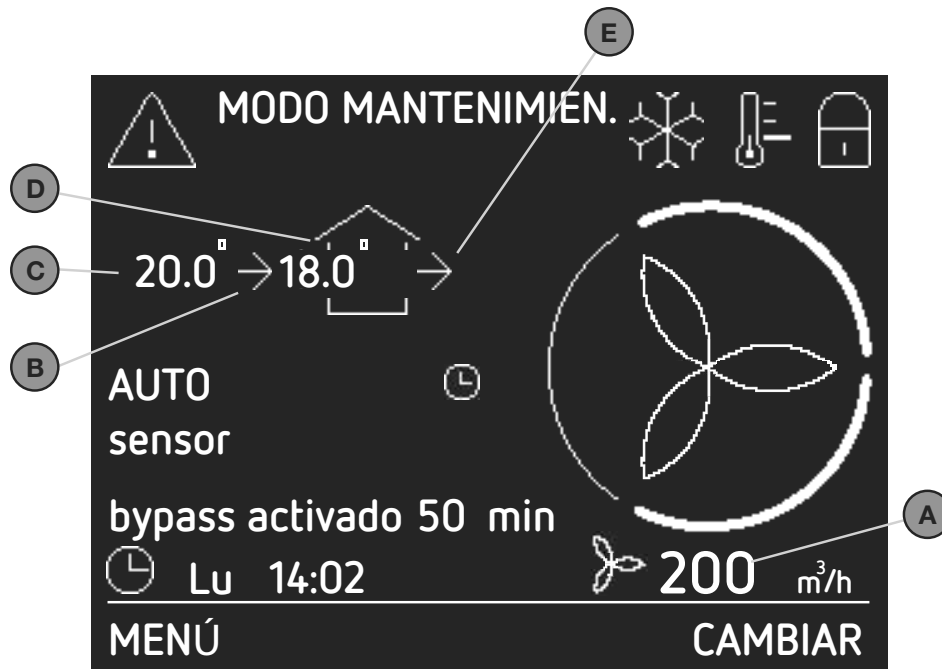 E
MODO MANTENIMIEN.
D
C
20.0° → 18.0° →
B
AUTO
sensor
bypass activado 50 min
A
Lu 14:02
200 m³/h
MENÚ
CAMBIAR